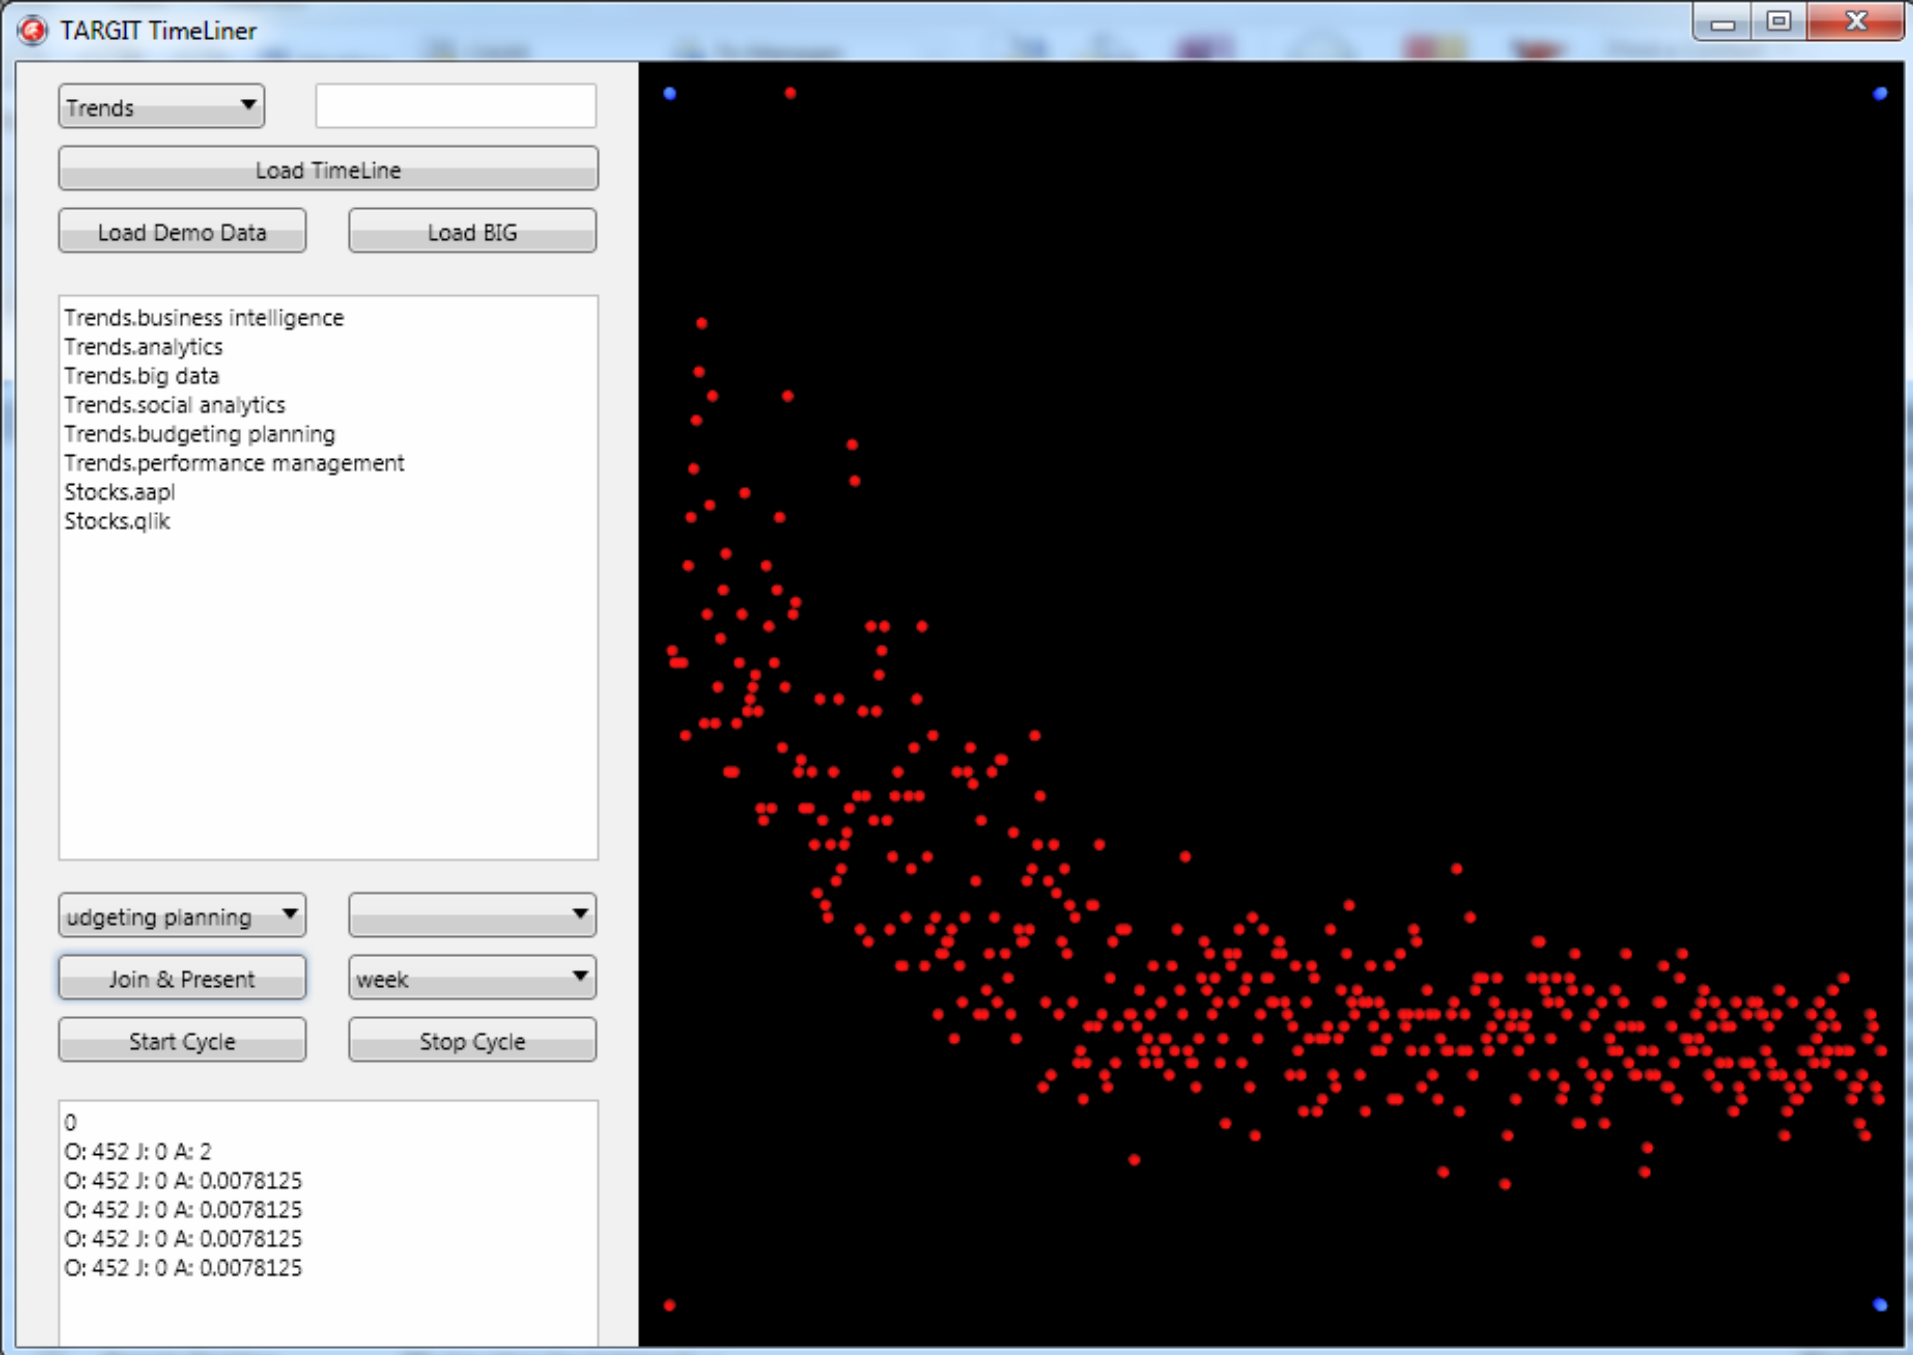 TARGIT TimeLiner
Trends
Load TimeLine
Load Demo Data
Load BIG
Trends.business intelligence
Trends.analytics
Trends.big data
Trends.social analytics
Trends.budgeting planning
Trends.performance management
Stocks.aapl
Stocks.qlik
udgeting planning
Join & Present
week
Start Cycle
Stop Cycle
0
O: 452 J: 0 A: 2
O: 452 J: 0 A: 0.0078125
O: 452 J: 0 A: 0.0078125
O: 452 J: 0 A: 0.0078125
O: 452 J: 0 A: 0.0078125